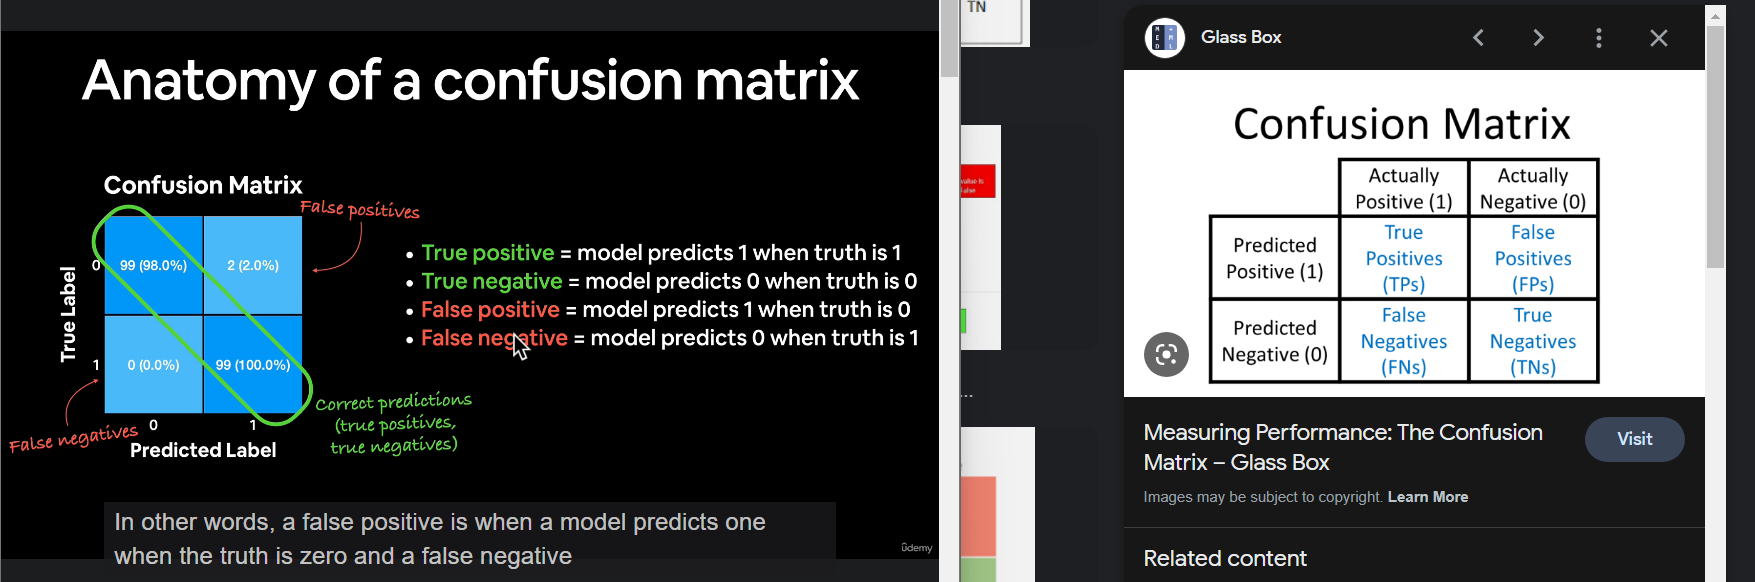 Anatomy of a confusion matrix
Confusion Matrix
False positives
True Label
0
99 (98.0%)
2 (2.0%)
1
0 (0.0%)
99 (100.0%)
0
1
Predicted Label
False negatives
Correct predictions
(true positives,
true negatives)
• True positive = model predicts 1 when truth is 1
• True negative = model predicts 0 when truth is 0
• False positive = model predicts 1 when truth is 0
• False negative = model predicts 0 when truth is 1
In other words, a false positive is when a model predicts one
when the truth is zero and a false negative
ûdemy
TN
...
Glass Box
Confusion Matrix
Actually
Positive (1)
Actually
Negative (0)
Predicted
Positive (1)
True
Positives
(TPs)
False
Positives
(FPs)
Predicted
Negative (0)
False
Negatives
(FNs)
True
Negatives
(TNs)
Measuring Performance: The Confusion
Matrix – Glass Box
Visit
Images may be subject to copyright. Learn More
Related content